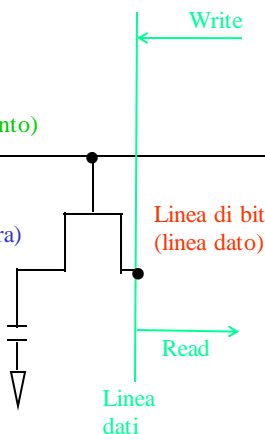 Write
nto)
Linea di bit
(linea dato)
ra)
Read
Linea
dati